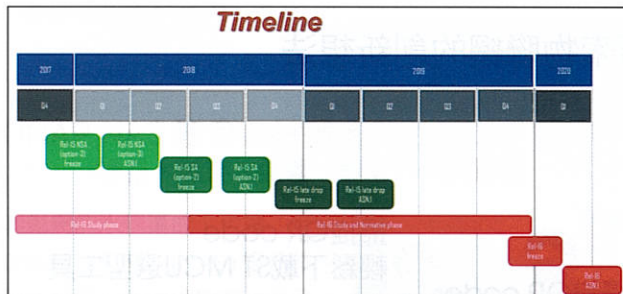 Timeline
2017 2018 2019 2020
Q4 Q1 Q2 Q3 Q4 Q1 Q2 Q3 Q4 Q1
Rel-15 NSA
(option-3)
freeze
Rel-15 NSA
(option-3)
ASN.1
Rel-15 SA
(option-2)
freeze
Rel-15 SA
(option-2)
ASN.1
Rel-15 late drop
freeze
Rel-15 late drop
ASN.1
Rel-16 Study phase
Rel-16 Study and Normative phase
Rel-16
freeze
Rel-16
ASN.1